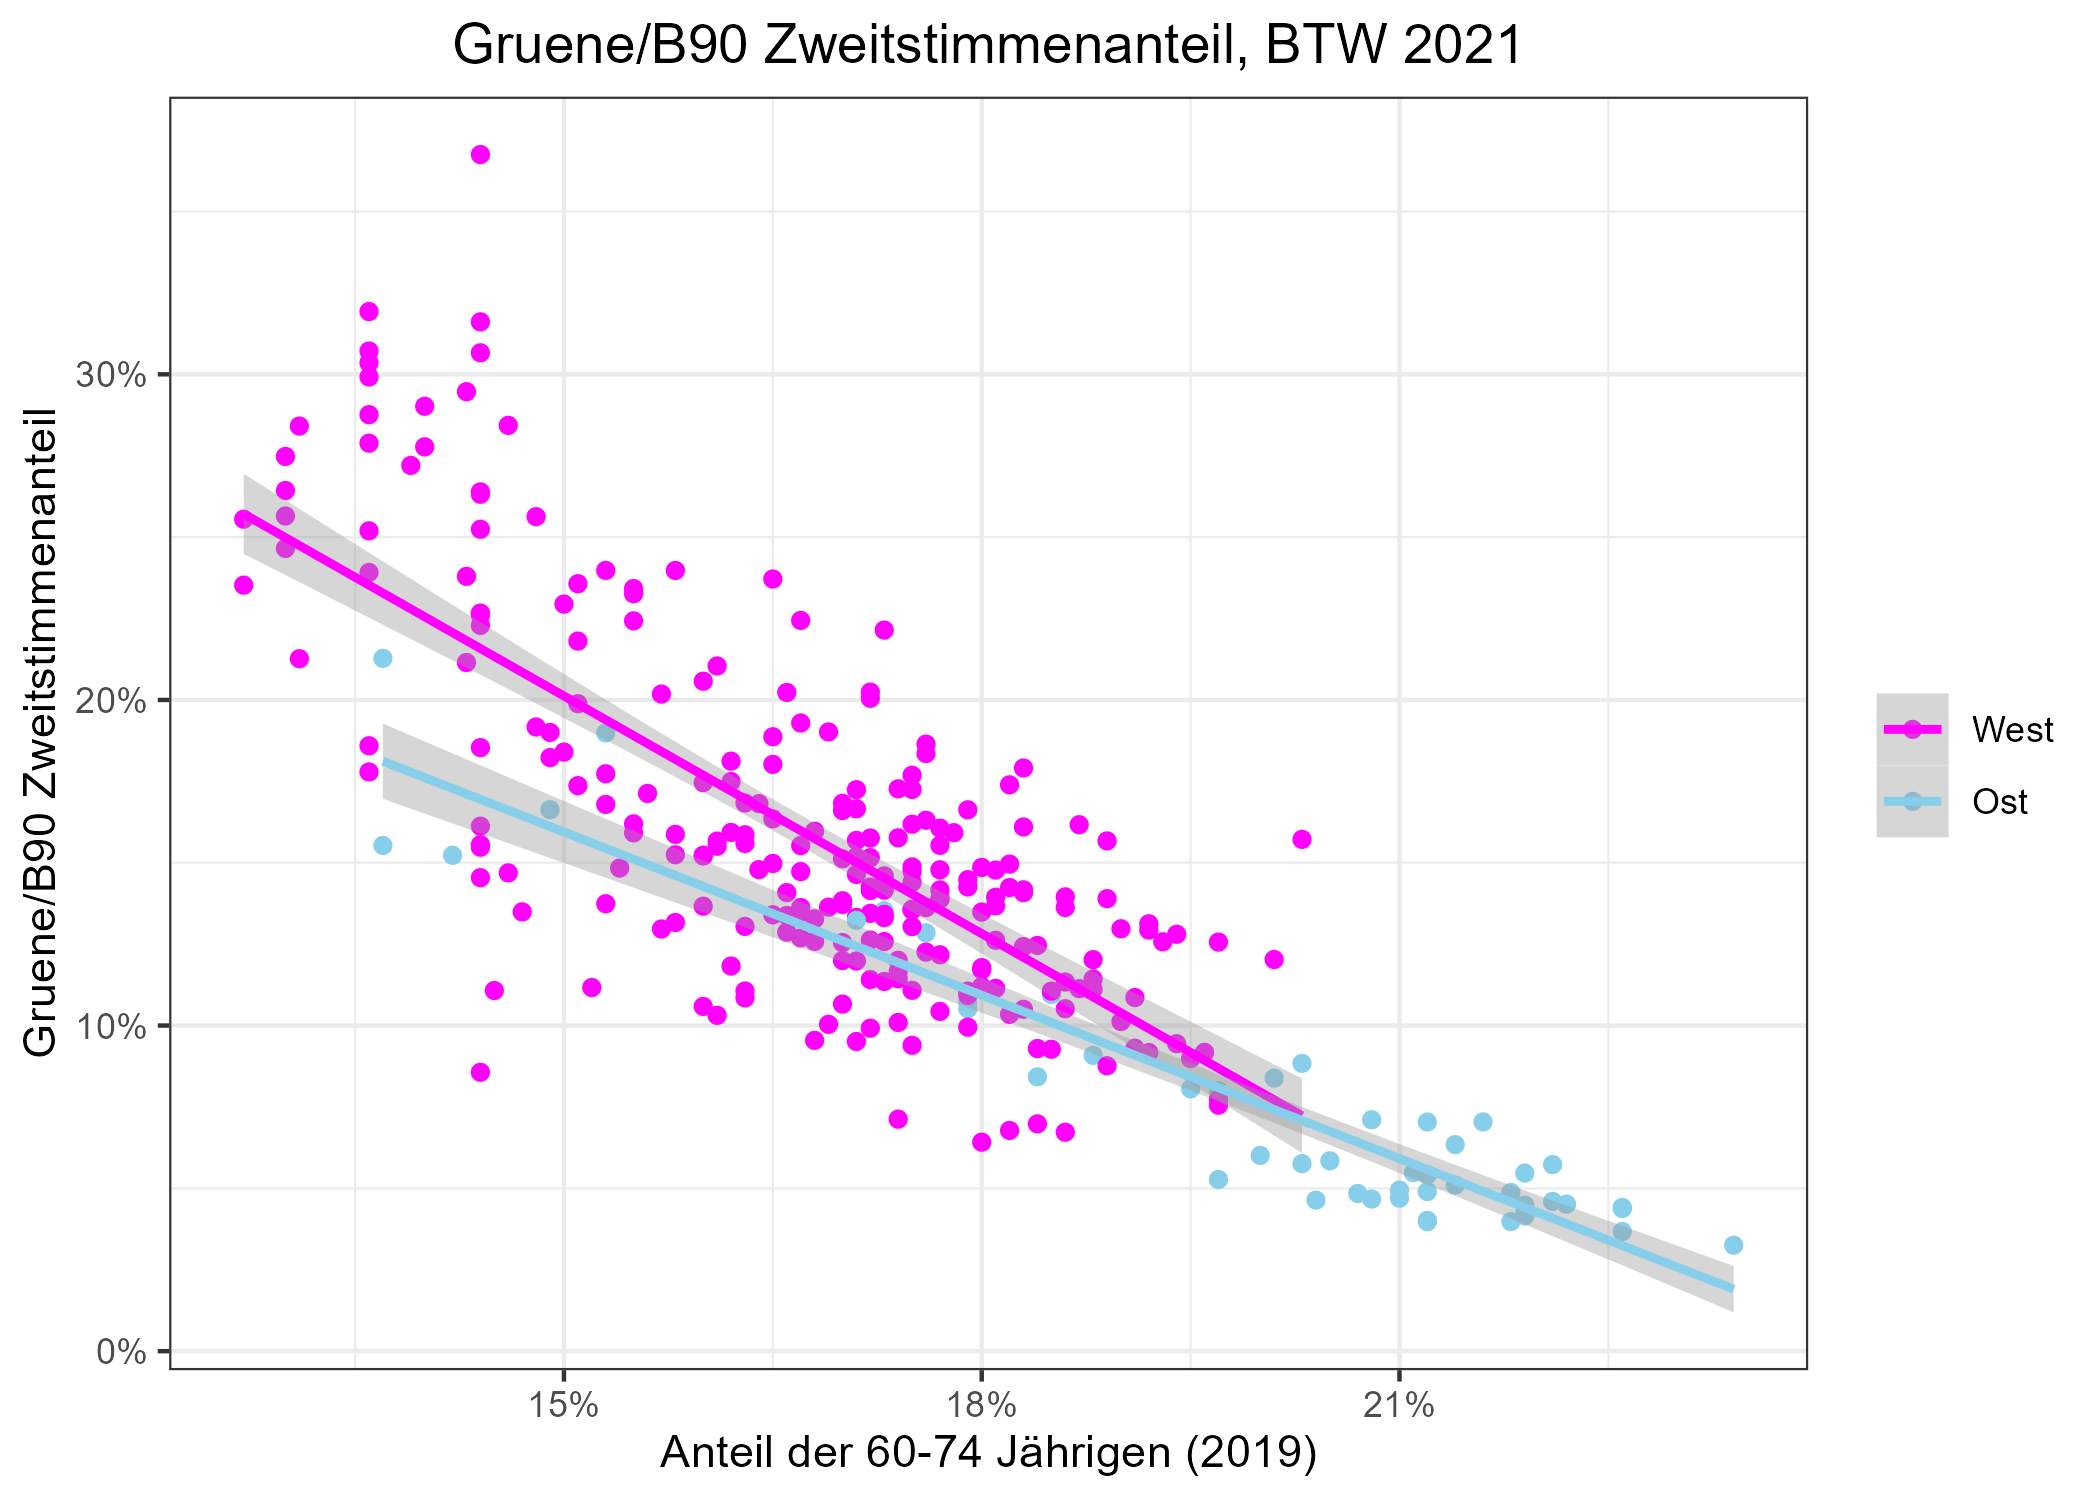 Gruene/B90 Zweitstimmenanteil, BTW 2021
Gruene/B90 Zweitstimmenanteil
30%
20%
10%
0%
15%
18%
21%
Anteil der 60-74 Jährigen (2019)
West
Ost